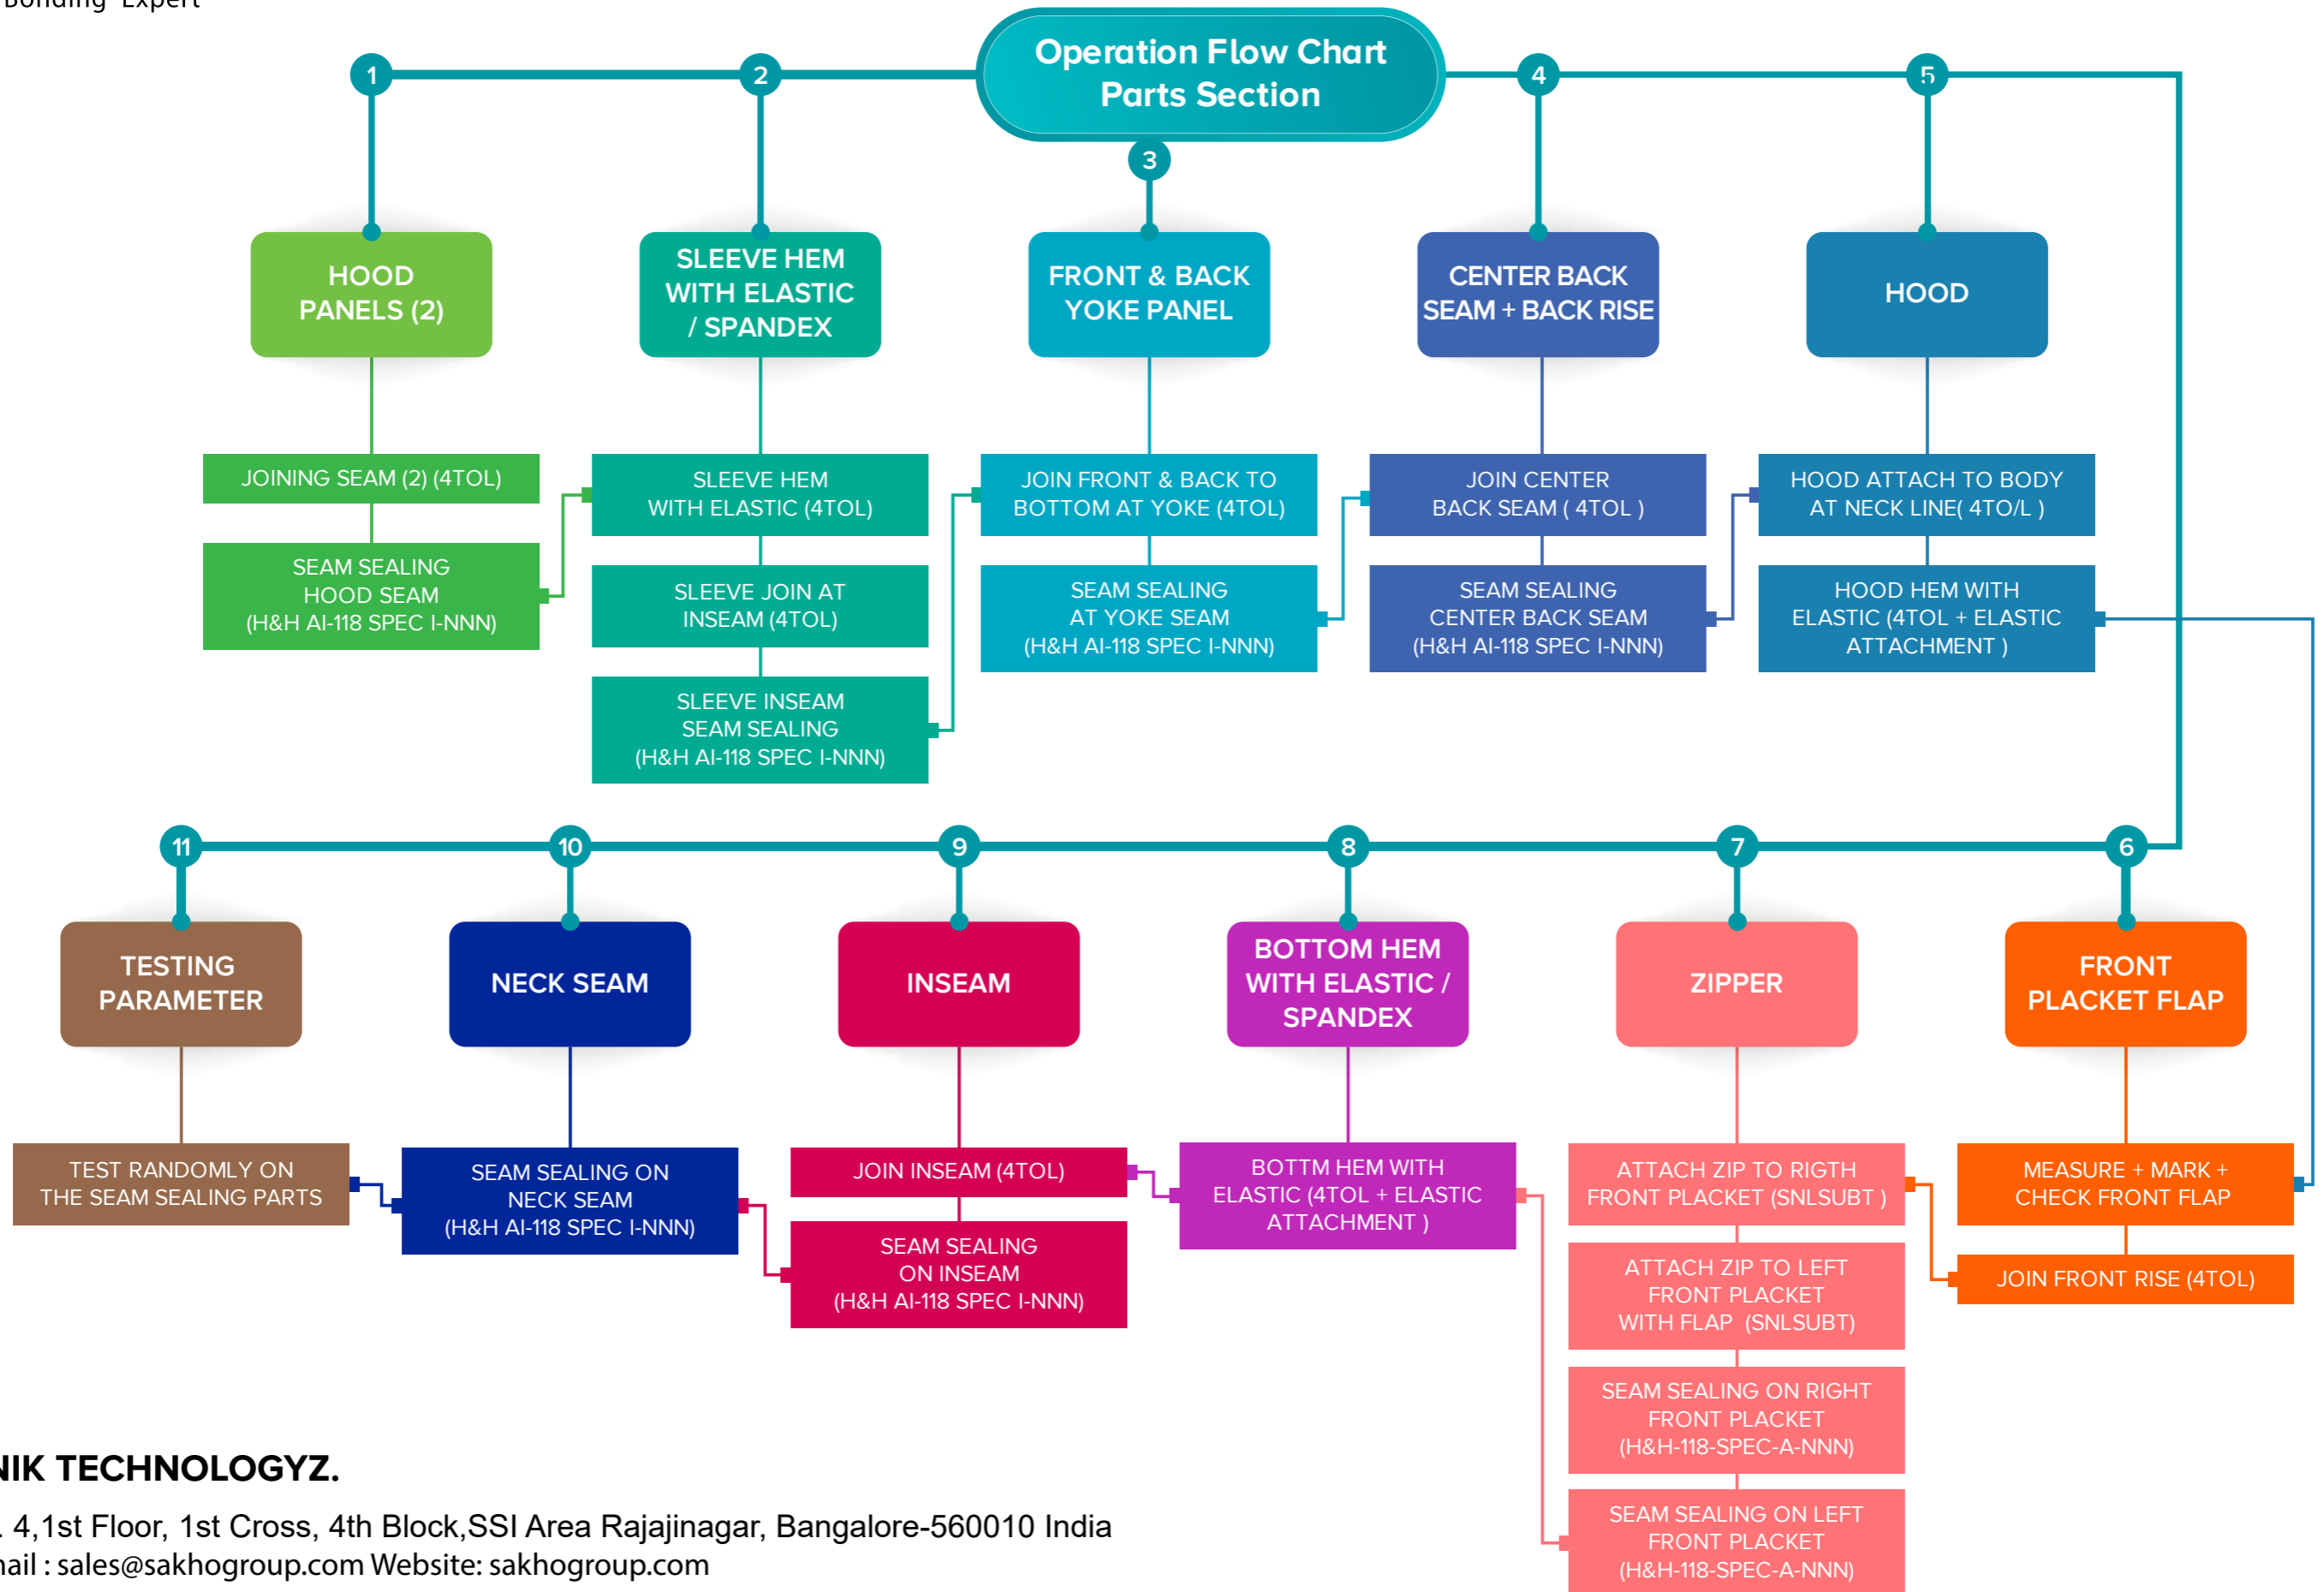 Bonding Expert
Operation Flow Chart
Parts Section
1
2
3
4
5
HOOD
PANELS (2)
JOINING SEAM (2) (4TOL)
SEAM SEALING
HOOD SEAM
(H&H AI-118 SPEC I-NNN)
SLEEVE HEM
WITH ELASTIC
/ SPANDEX
SLEEVE HEM
WITH ELASTIC (4TOL)
SLEEVE JOIN AT
INSEAM (4TOL)
SLEEVE INSEAM
SEAM SEALING
(H&H AI-118 SPEC I-NNN)
FRONT & BACK
YOKE PANEL
JOIN FRONT & BACK TO
BOTTOM AT YOKE (4TOL)
SEAM SEALING
AT YOKE SEAM
(H&H AI-118 SPEC I-NNN)
CENTER BACK
SEAM + BACK RISE
JOIN CENTER
BACK SEAM ( 4TOL )
SEAM SEALING
CENTER BACK SEAM
(H&H AI-118 SPEC I-NNN)
HOOD
HOOD ATTACH TO BODY
AT NECK LINE( 4TO/L )
HOOD HEM WITH
ELASTIC (4TOL + ELASTIC
ATTACHMENT )
11
10
9
8
7
6
TESTING
PARAMETER
TEST RANDOMLY ON
THE SEAM SEALING PARTS
NECK SEAM
SEAM SEALING ON
NECK SEAM
(H&H AI-118 SPEC I-NNN)
INSEAM
JOIN INSEAM (4TOL)
SEAM SEALING
ON INSEAM
(H&H AI-118 SPEC I-NNN)
BOTTOM HEM
WITH ELASTIC /
SPANDEX
BOTTM HEM WITH
ELASTIC (4TOL + ELASTIC
ATTACHMENT )
ZIPPER
ATTACH ZIP TO RIGTH
FRONT PLACKET (SNLSUBT )
ATTACH ZIP TO LEFT
FRONT PLACKET
WITH FLAP (SNLSUBT)
SEAM SEALING ON RIGHT
FRONT PLACKET
(H&H-118-SPEC-A-NNN)
SEAM SEALING ON LEFT
FRONT PLACKET
(H&H-118-SPEC-A-NNN)
FRONT
PLACKET FLAP
MEASURE + MARK +
CHECK FRONT FLAP
JOIN FRONT RISE (4TOL)
NIK TECHNOLOGYZ.
. 4,1st Floor, 1st Cross, 4th Block,SSI Area Rajajinagar, Bangalore-560010 India
ail : sales@sakhogroup.com Website: sakhogroup.com